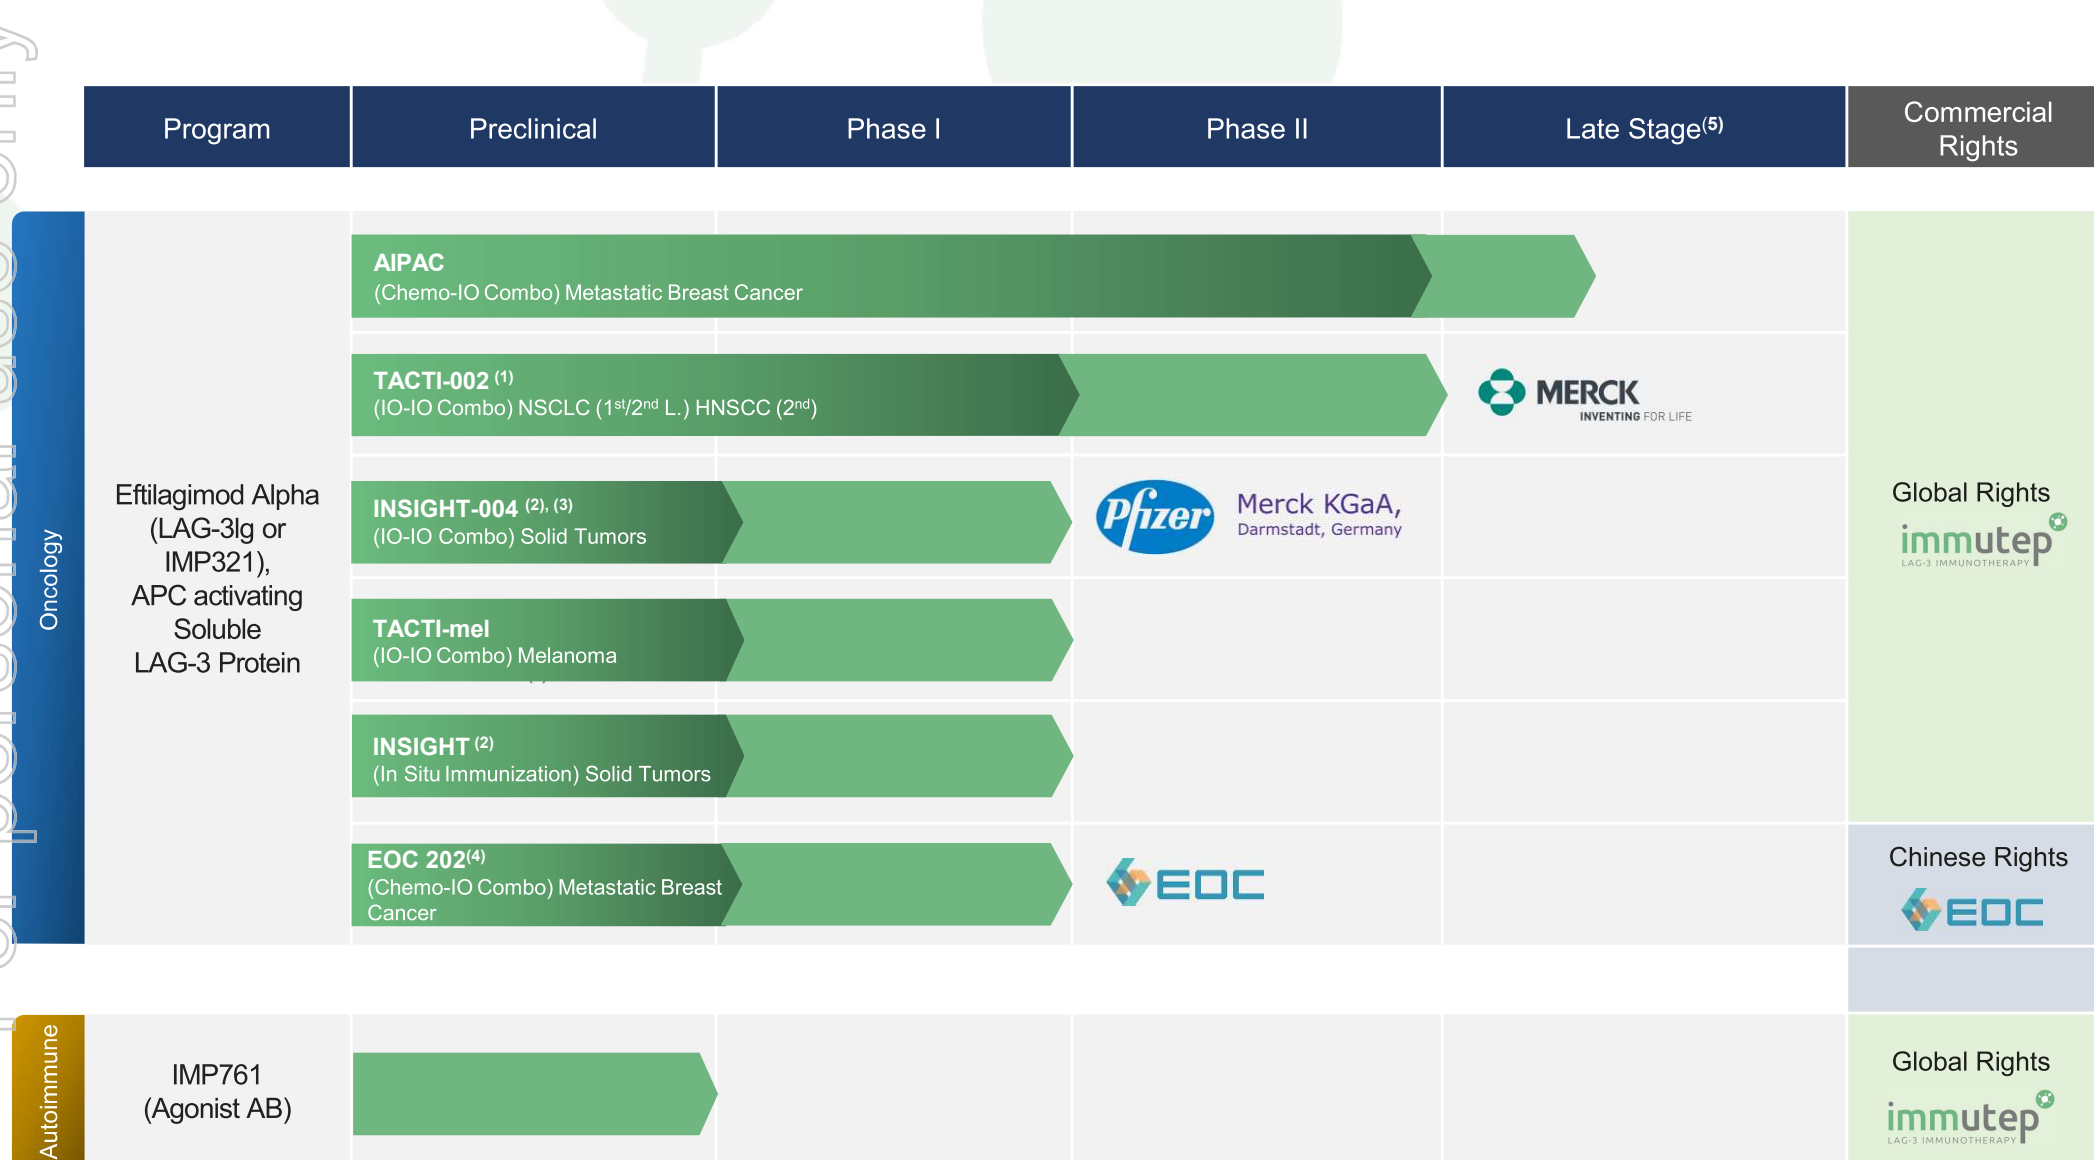 Program
Preclinical
Phase I
Phase II
Late Stage(5)
Commercial
Rights
Oncology
Eftilagimod Alpha
(LAG-3Ig or
IMP321),
APC activating
Soluble
LAG-3 Protein
AIPAC
(Chemo-IO Combo) Metastatic Breast Cancer
TACTI-002 (1)
(IO-IO Combo) NSCLC (1st/2nd L.) HNSCC (2nd)
MERCK
INVENTING FOR LIFE
INSIGHT-004 (2), (3)
(IO-IO Combo) Solid Tumors
Pfizer
Merck KGaA,
Darmstadt, Germany
TACTI-mel
(IO-IO Combo) Melanoma
INSIGHT (2)
(In Situ Immunization) Solid Tumors
EOC 202(4)
(Chemo-IO Combo) Metastatic Breast
Cancer
EOC
Global Rights
immutep
LAG-3 IMMUNOTHERAPY
Chinese Rights
EOC
Autoimmune
IMP761
(Agonist AB)
Global Rights
immutep
LAG-3 IMMUNOTHERAPY